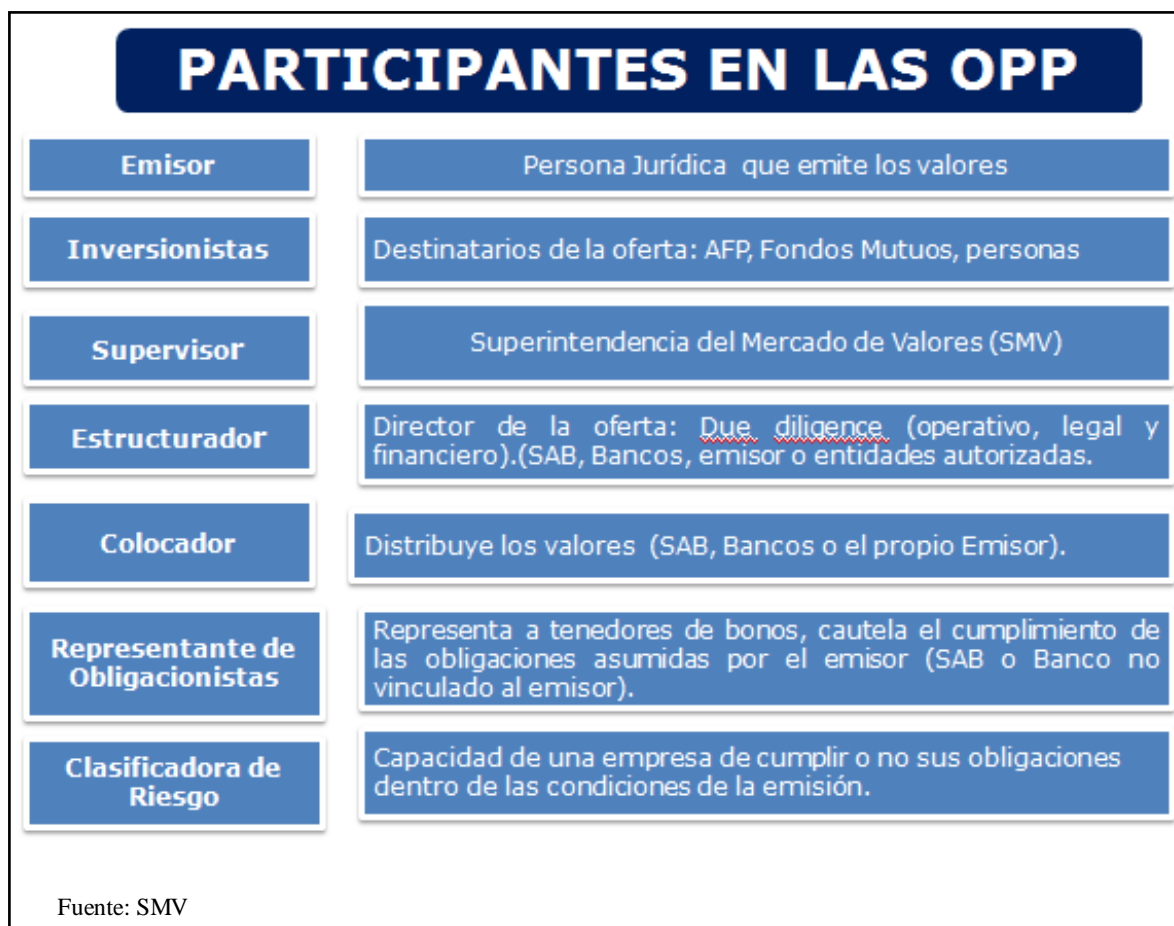 PARTICIPANTES EN LAS OPP
Emisor
Persona Jurídica que emite los valores
Inversionistas
Destinatarios de la oferta: AFP, Fondos Mutuos, personas
Supervisor
Superintendencia del Mercado de Valores (SMV)
Estructurador
Director de la oferta: Due diligence (operativo, legal y
financiero).(SAB, Bancos, emisor o entidades autorizadas.
Colocador
Distribuye los valores (SAB, Bancos o el propio Emisor).
Representante de
Obligacionistas
Representa a tenedores de bonos, cautela el cumplimiento de
las obligaciones asumidas por el emisor (SAB o Banco no
vinculado al emisor).
Clasificadora de
Riesgo
Capacidad de una empresa de cumplir o no sus obligaciones
dentro de las condiciones de la emisión.
Fuente: SMV